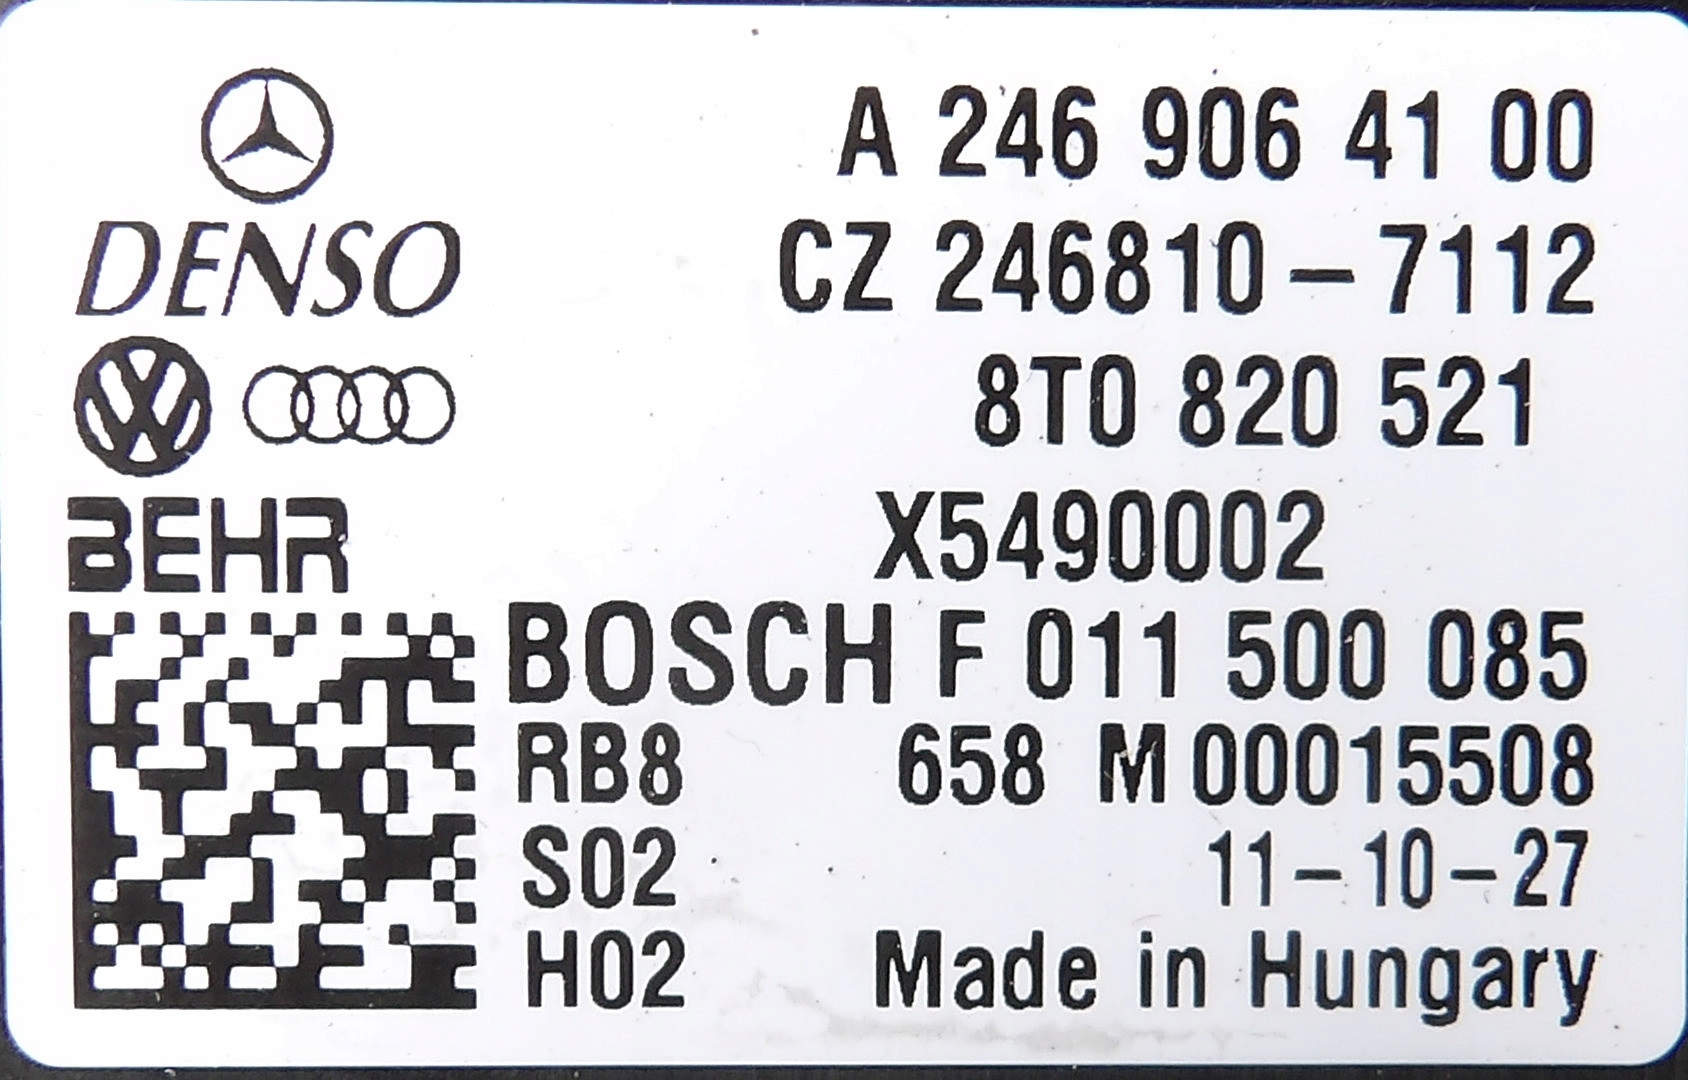 A 246 906 41 00
DENSO CZ 246810-7112
8T0 820 521
BEHR X5490002
BOSCH F 011 500 085
RB8 658 M 00015508
S02 11-10-27
H02 Made in Hungary